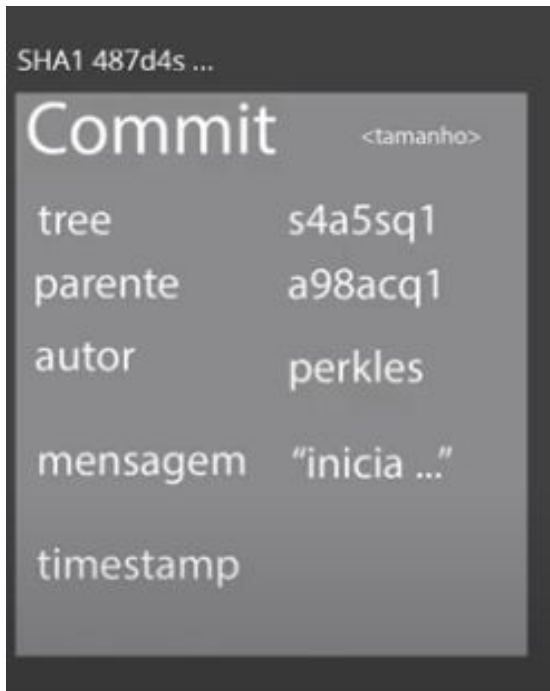 SHA1 487d4s ...
Commit <tamanho>
tree s4a5sq1
parente a98acq1
autor perkles
mensagem “inicia ...”
timestamp